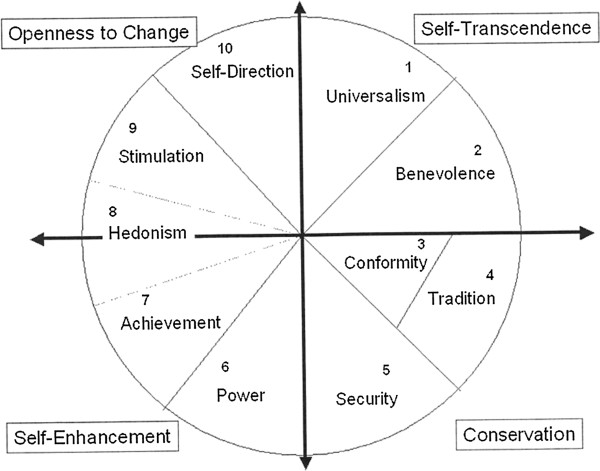 Openness to Change
Self-Transcendence
10
Self-Direction
1
Universalism
9
Stimulation
2
Benevolence
8
Hedonism
3
Conformity
4
Tradition
7
Achievement
6
Power
5
Security
Self-Enhancement
Conservation